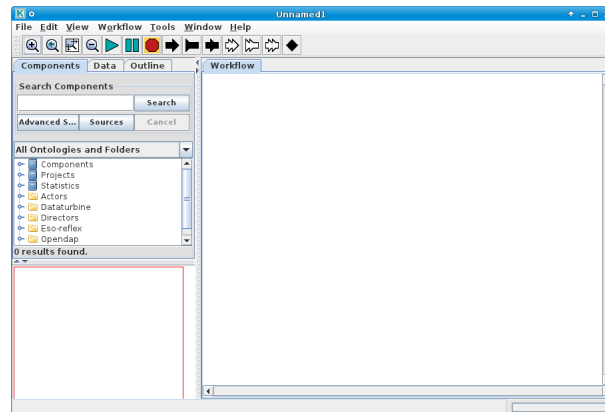 Unnamed1
File Edit View Workflow Tools Window Help
Components Data Outline
Workflow
Search Components
Search
Advanced S... Sources Cancel
All Ontologies and Folders
Components
Projects
Statistics
Actors
Dataturbine
Directors
Eso-reflex
Opendap
0 results found.